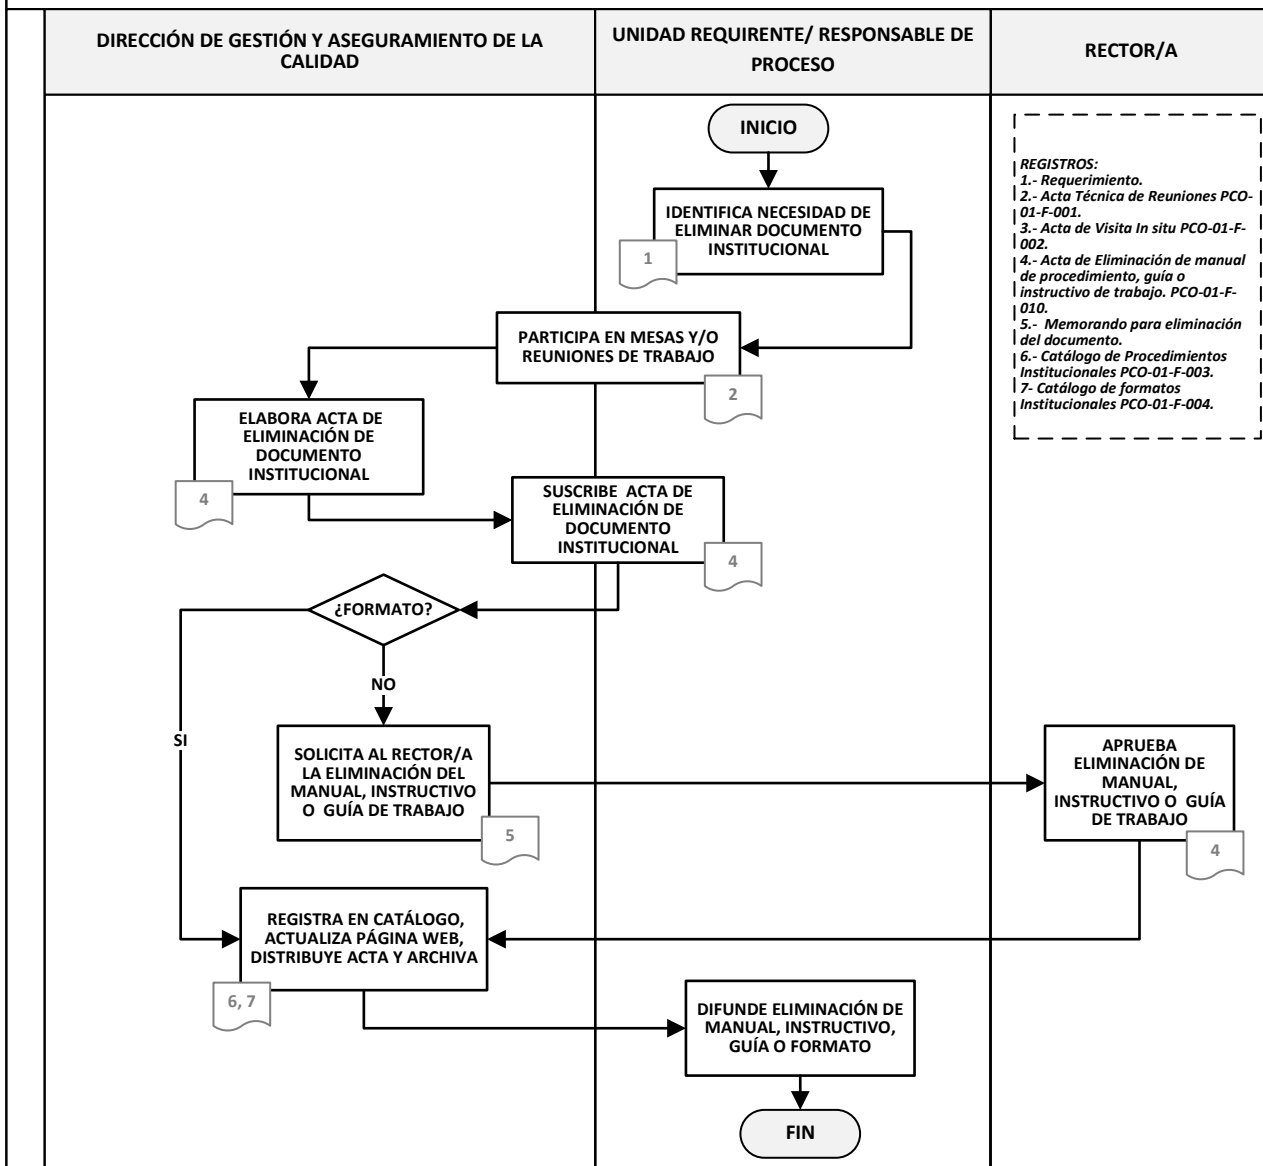 DIRECCIÓN DE GESTIÓN Y ASEGURAMIENTO DE LA
CALIDAD
UNIDAD REQUIRENTE/ RESPONSABLE DE
PROCESO
RECTOR/A
INICIO
REGISTROS:
1.- Requerimiento.
2.- Acta Técnica de Reuniones PCO-
01-F-001.
3.- Acta de Visita In situ PCO-01-F-
002.
4.- Acta de Eliminación de manual
de procedimiento, guía o
instructivo de trabajo. PCO-01-F-
010.
5.- Memorando para eliminación
del documento.
6.- Catálogo de Procedimientos
Institucionales PCO-01-F-003.
7- Catálogo de formatos
Institucionales PCO-01-F-004.
IDENTIFICA NECESIDAD DE
ELIMINAR DOCUMENTO
INSTITUCIONAL
1
PARTICIPA EN MESAS Y/O
REUNIONES DE TRABAJO
2
ELABORA ACTA DE
ELIMINACIÓN DE
DOCUMENTO
INSTITUCIONAL
4
SUSCRIBE ACTA DE
ELIMINACIÓN DE
DOCUMENTO
INSTITUCIONAL
4
¿FORMATO?
NO
SI
SOLICITA AL RECTOR/A
LA ELIMINACIÓN DEL
MANUAL, INSTRUCTIVO
O GUÍA DE TRABAJO
5
APRUEBA
ELIMINACIÓN DE
MANUAL,
INSTRUCTIVO O GUÍA
DE TRABAJO
4
REGISTRA EN CATÁLOGO,
ACTUALIZA PÁGINA WEB,
DISTRIBUYE ACTA Y ARCHIVA
6, 7
DIFUNDE ELIMINACIÓN DE
MANUAL, INSTRUCTIVO,
GUÍA O FORMATO
FIN